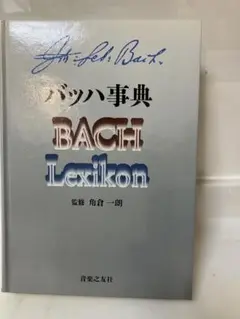 Joh. Seb. Bach.
バッハ事典
BACH
Lexikon
監修 角倉一朗
音楽之友社